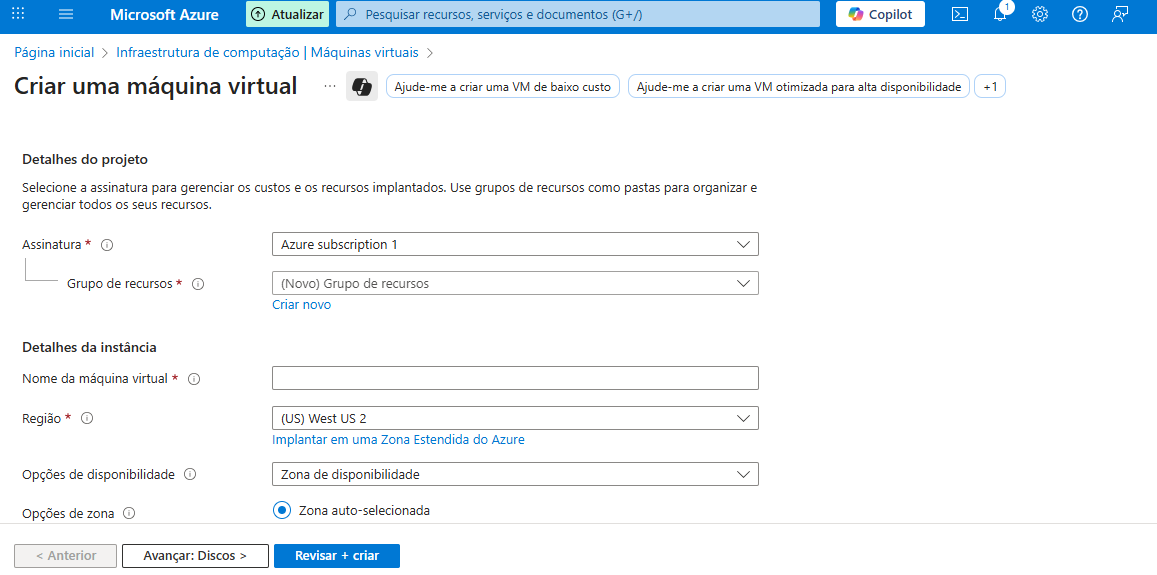 Microsoft Azure
Atualizar
Pesquisar recursos, serviços e documentos (G+/)
Copilot
1
Página inicial > Infraestrutura de computação | Máquinas virtuais >
Criar uma máquina virtual ...
Ajude-me a criar uma VM de baixo custo
Ajude-me a criar uma VM otimizada para alta disponibilidade
+1
Detalhes do projeto
Selecione a assinatura para gerenciar os custos e os recursos implantados. Use grupos de recursos como pastas para organizar e
gerenciar todos os seus recursos.
Assinatura *
Azure subscription 1
Grupo de recursos *
(Novo) Grupo de recursos
Criar novo
Detalhes da instância
Nome da máquina virtual *
Região *
(US) West US 2
Implantar em uma Zona Estendida do Azure
Opções de disponibilidade
Zona de disponibilidade
Opções de zona
Zona auto-selecionada
< Anterior
Avançar: Discos >
Revisar + criar